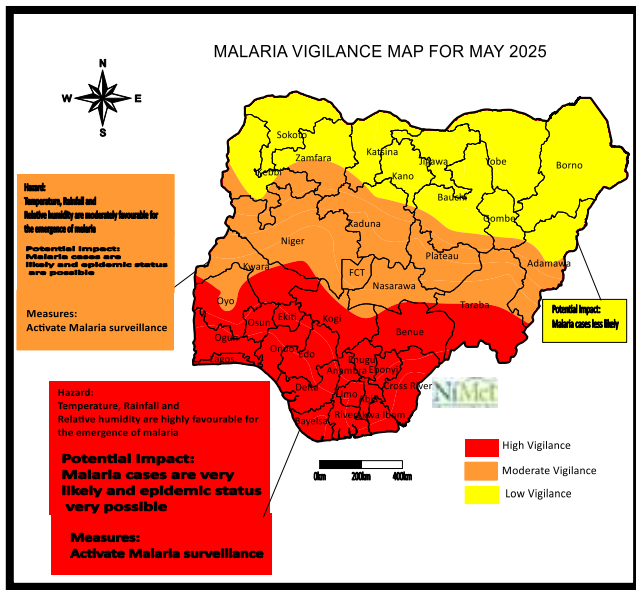 MALARIA VIGILANCE MAP FOR MAY 2025
N
W
E
S
Sokoto
Zamfara
Katsina
Jigawa
Yobe
Borno
Kebbi
Kano
Bauchi
Gombe
Kaduna
Niger
Plateau
Adamawa
Kwara
FCT
Nasarawa
Oyo
Taraba
Osun
Ekiti
Kogi
Benue
Ogun
Lagos
Ondo
Edo
Enugu
Anambra
Ebonyi
Delta
Imo
Abia
Cross River
Rivers
Akwa Ibom
Bayelsa
Hazard:
Temperature, Rainfall and
Relative humidity are moderately favourable for
the emergence of malaria
Potential Impact:
Malaria cases are
likely and epidemic status
are possible
Measures:
Activate Malaria surveillance
Potential Impact:
Malaria cases less likely
Hazard:
Temperature, Rainfall and
Relative humidity are highly favourable for
the emergence of malaria
Potential Impact:
Malaria cases are very
likely and epidemic status
very possible
Measures:
Activate Malaria surveillance
NiMet
0km 200km 400km
High Vigilance
Moderate Vigilance
Low Vigilance